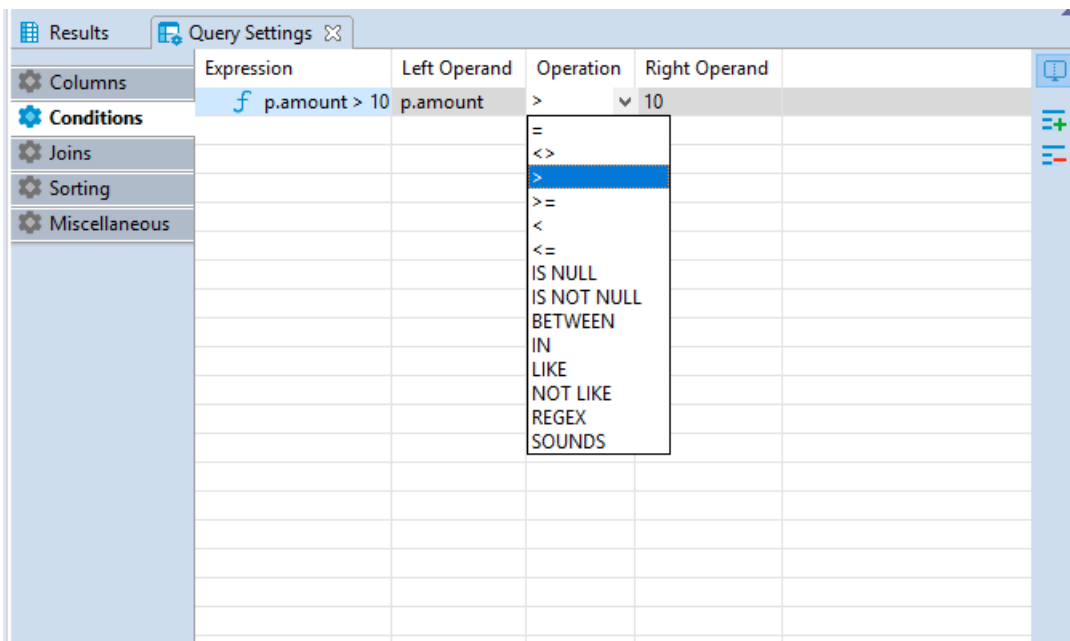 Results Query Settings
Expression Left Operand Operation Right Operand
Columns
p.amount > 10 p.amount > 10
Conditions
=
Joins
<>
>
Sorting
>=
Miscellaneous
<
<=
IS NULL
IS NOT NULL
BETWEEN
IN
LIKE
NOT LIKE
REGEX
SOUNDS